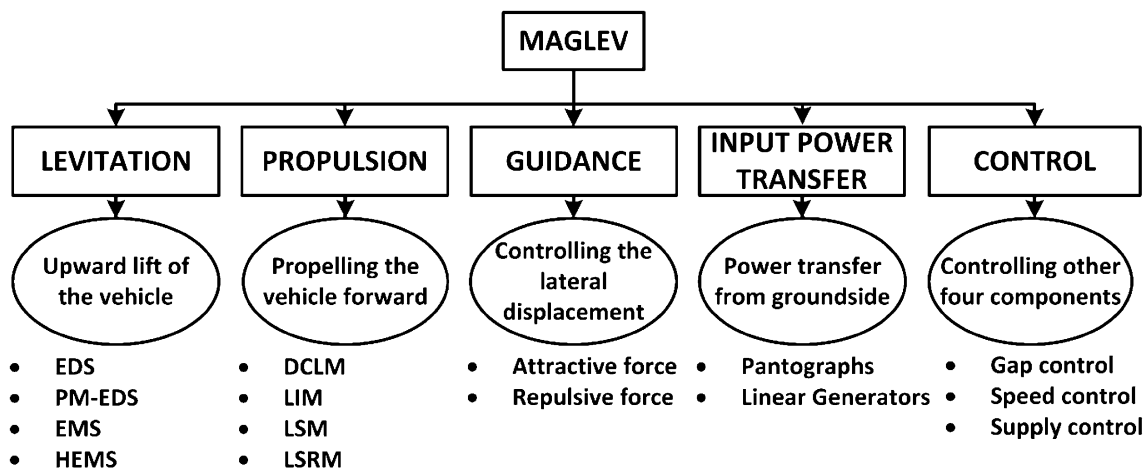 MAGLEV
LEVITATION
PROPULSION
GUIDANCE
INPUT POWER
TRANSFER
CONTROL
Upward lift of
the vehicle
Propelling the
vehicle forward
Controlling the
lateral
displacement
Power transfer
from groundside
Controlling other
four components
• EDS
• PM-EDS
• EMS
• HEMS
• DCLM
• LIM
• LSM
• LSRM
• Attractive force
• Repulsive force
• Pantographs
• Linear Generators
• Gap control
• Speed control
• Supply control